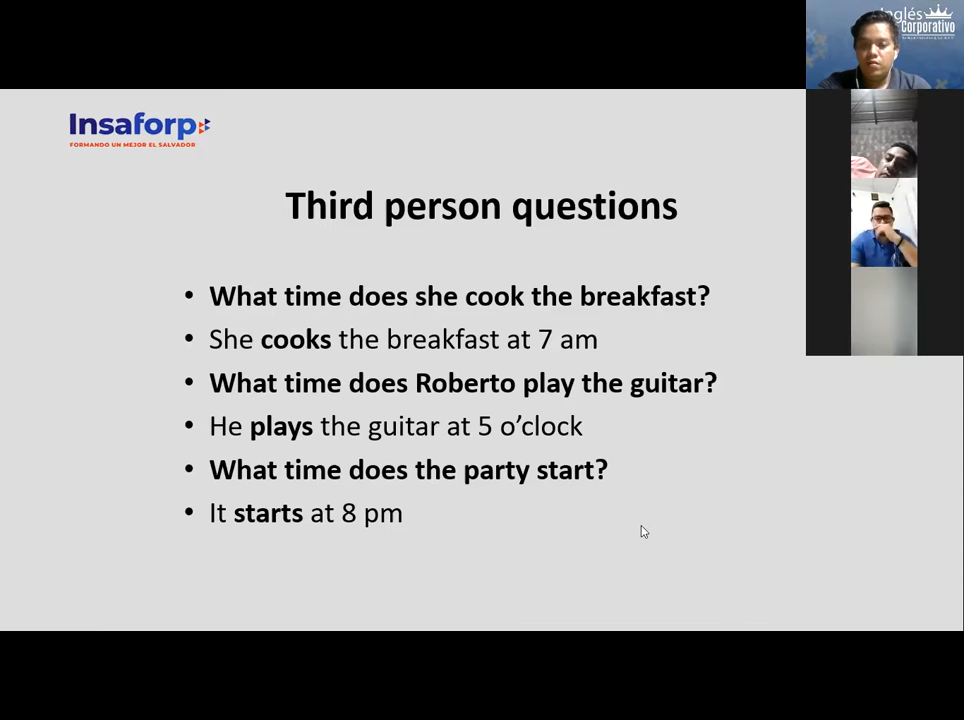 Inglés
Corporativo
Insaforp
FORMANDO UN MEJOR EL SALVADOR
Third person questions
• What time does she cook the breakfast?
• She cooks the breakfast at 7 am
• What time does Roberto play the guitar?
• He plays the guitar at 5 o’clock
• What time does the party start?
• It starts at 8 pm